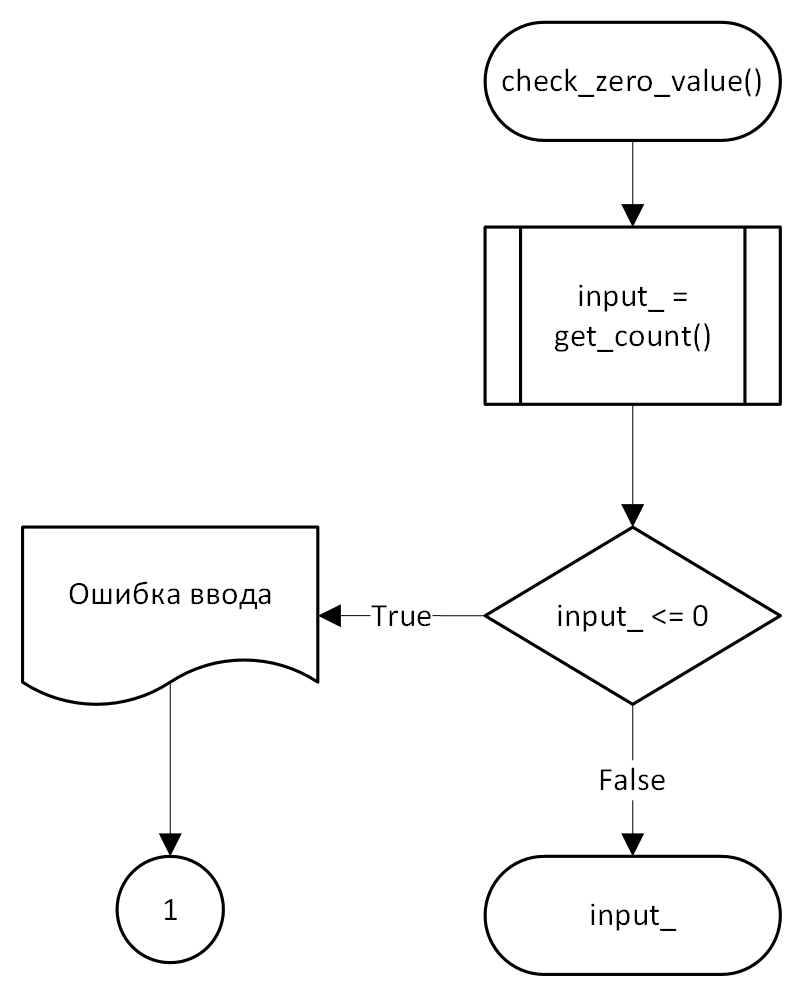 check_zero_value()
input_ =
get_count()
Ошибка ввода
True
input_ <= 0
False
1
input_